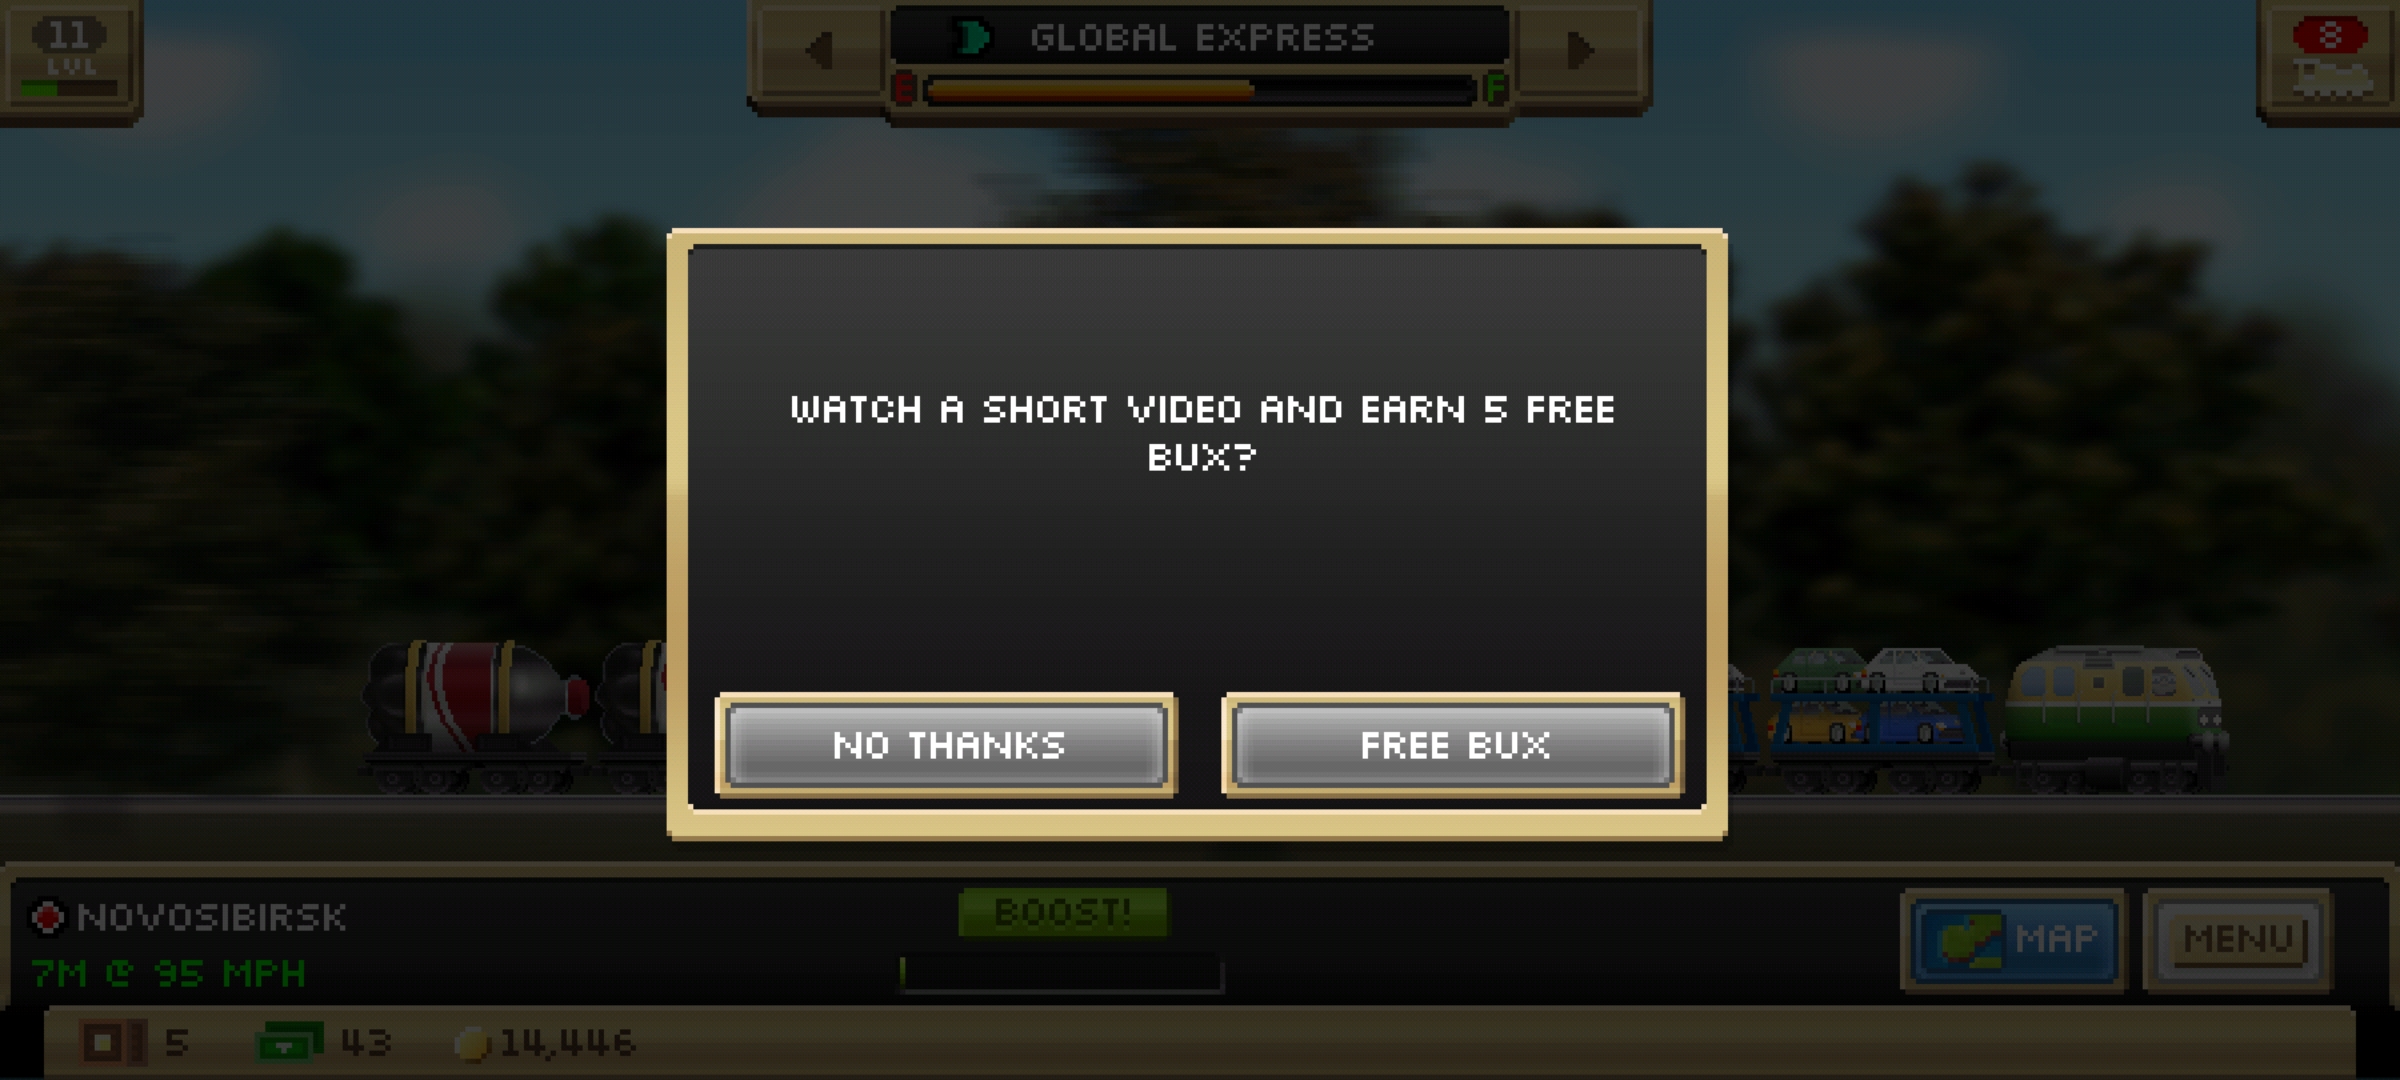 11
LVL
GLOBAL EXPRESS
E F
8
WATCH A SHORT VIDEO AND EARN 5 FREE
BUX?
NO THANKS
FREE BUX
NOVOSIBIRSK
7M @ 95 MPH
BOOST!
MAP
MENU
5 43 14,446